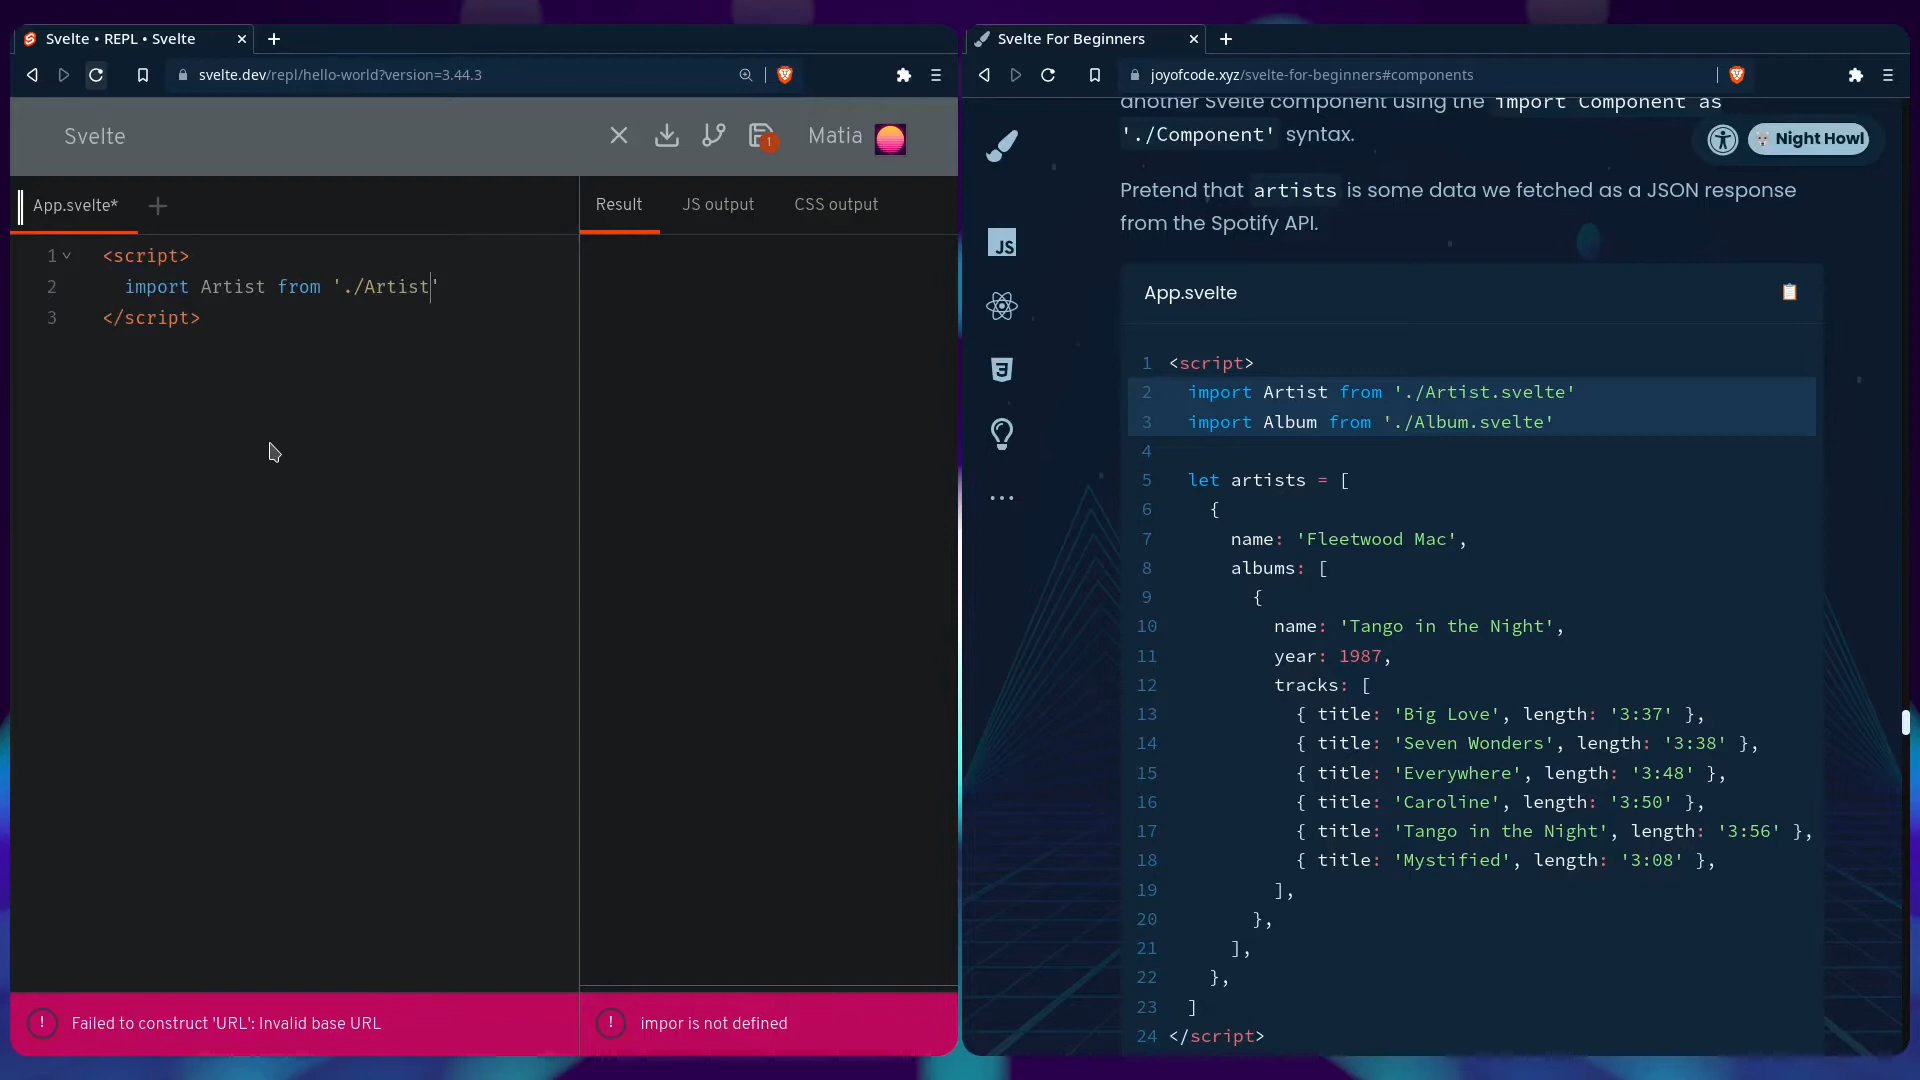 Svelte • REPL • Svelte
svelte.dev/repl/hello-world?version=3.44.3
Svelte
1
Matia
App.svelte*
Result
JS output
CSS output
1 <script>
2 import Artist from './Artist'
3 </script>
Failed to construct 'URL': Invalid base URL
impor is not defined
Svelte For Beginners
joyofcode.xyz/svelte-for-beginners#components
another Svelte component using the import Component as
'./Component' syntax.
Night Howl
JS
Pretend that artists is some data we fetched as a JSON response
from the Spotify API.
App.svelte
1 <script>
2 import Artist from './Artist.svelte'
3 import Album from './Album.svelte'
4
5 let artists = [
6 {
7 name: 'Fleetwood Mac',
8 albums: [
9 {
10 name: 'Tango in the Night',
11 year: 1987,
12 tracks: [
13 { title: 'Big Love', length: '3:37' },
14 { title: 'Seven Wonders', length: '3:38' },
15 { title: 'Everywhere', length: '3:48' },
16 { title: 'Caroline', length: '3:50' },
17 { title: 'Tango in the Night', length: '3:56' },
18 { title: 'Mystified', length: '3:08' },
19 ],
20 },
21 ],
22 },
23 ]
24 </script>